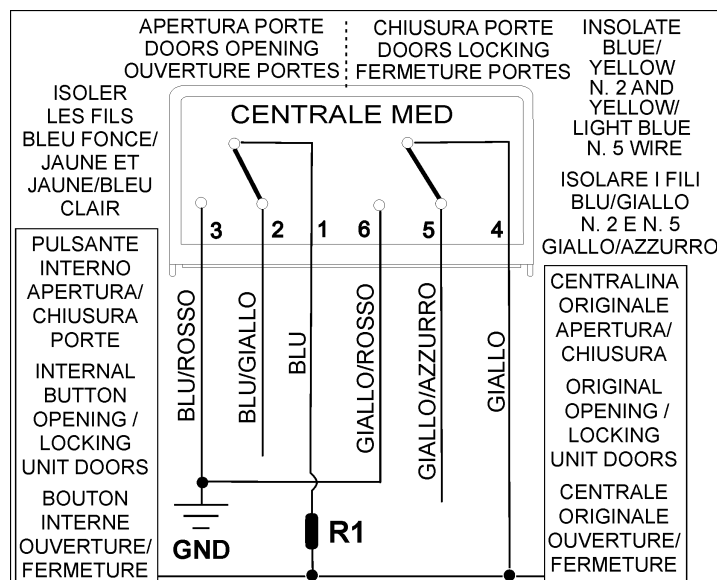 APERTURA PORTE
DOORS OPENING
OUVERTURE PORTES
CHIUSURA PORTE
DOORS LOCKING
FERMETURE PORTES
INSOLATE
BLUE/
YELLOW
N. 2 AND
YELLOW/
LIGHT BLUE
N. 5 WIRE
ISOLER
LES FILS
BLEU FONCE/
JAUNE ET
JAUNE/BLEU
CLAIR
CENTRALE MED
3 2 1 6 5 4
ISOLARE I FILI
BLU/GIALLO
N. 2 E N. 5
GIALLO/AZZURRO
PULSANTE
INTERNO
APERTURA/
CHIUSURA
PORTE
INTERNAL
BUTTON
OPENING /
LOCKING
UNIT DOORS
BOUTON
INTERNE
OUVERTURE/
FERMETURE
BLU/ROSSO
BLU/GIALLO
BLU
GIALLO/ROSSO
GIALLO/AZZURRO
GIALLO
GND
R1
CENTRALINA
ORIGINALE
APERTURA/
CHIUSURA
ORIGINAL
OPENING /
LOCKING
UNIT DOORS
CENTRALE
ORIGINALE
OUVERTURE/
FERMETURE